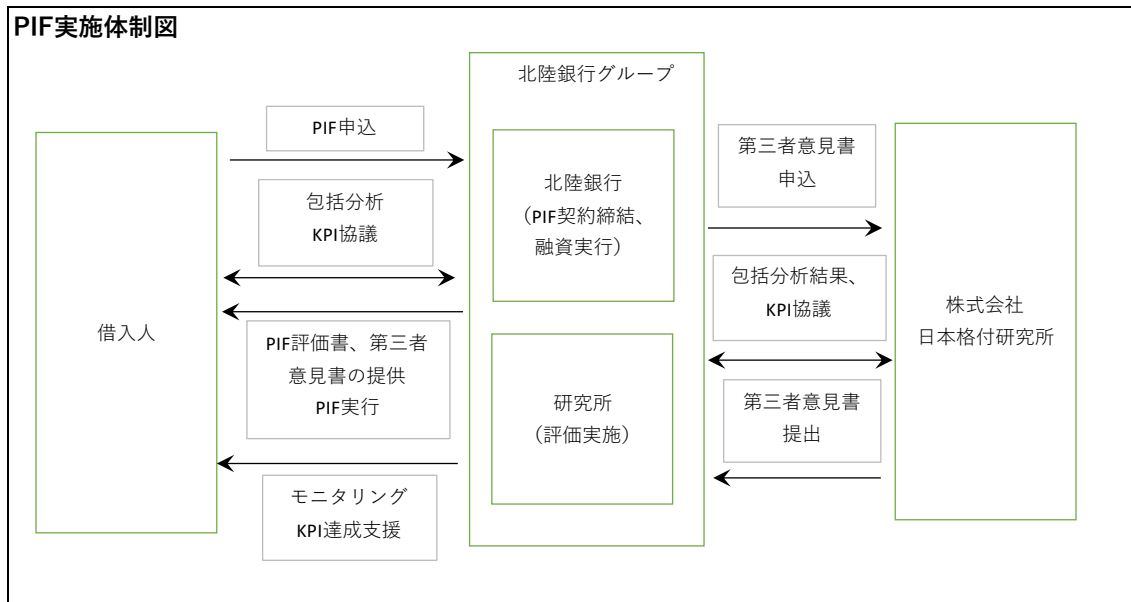 PIF実施体制図
北陸銀行グループ
PIF申込
包括分析
KPI協議
PIF評価書、第三者
意見書の提供
PIF実行
モニタリング
KPI達成支援
借入人
北陸銀行
（PIF契約締結、
融資実行）
研究所
（評価実施）
第三者意見書
申込
包括分析結果、
KPI協議
第三者意見書
提出
株式会社
日本格付研究所